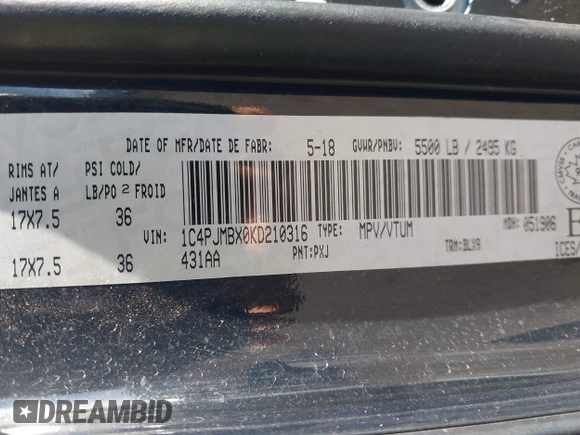 DATE OF MFR/DATE DE FABR: 5-18 GVWR/PNBV: 5500 LB / 2495 KG
RIMS AT/ PSI COLD/
JANTES A LB/PO² FROID
17X7.5 36
VIN: 1C4PJMBX0KD210316 TYPE: MPV/VTUM MDH: 051906
17X7.5 36 431AA PNT:PXJ TRM:BLX9 ICES/
DREAMBID